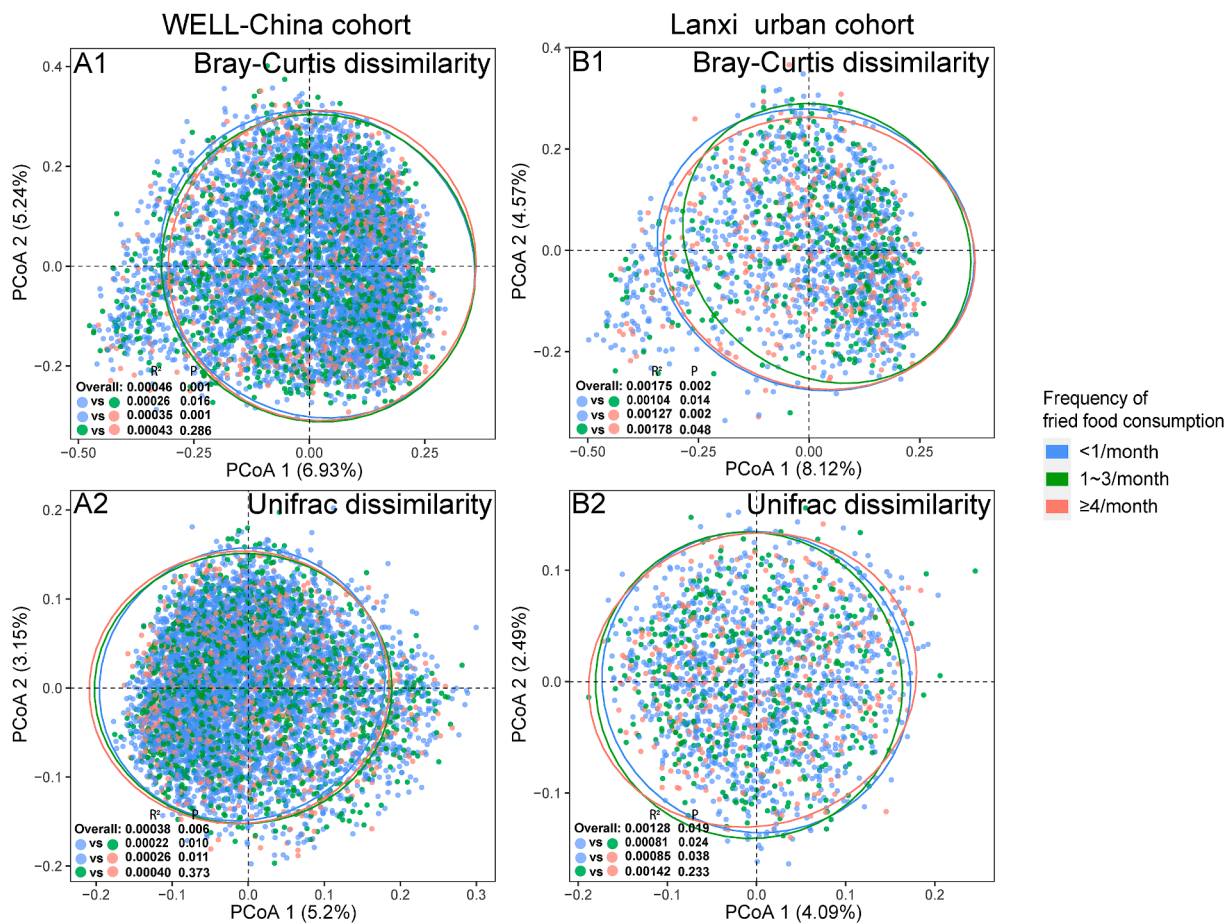 WELL-China cohort
Lanxi urban cohort
A1
Bray-Curtis dissimilarity
0.4
0.2
0.0
−0.2
PCoA 2 (5.24%)
R² P
Overall: 0.00046 0.001
vs 0.00026 0.016
vs 0.00035 0.001
vs 0.00043 0.286
−0.50 −0.25 0.00 0.25
PCoA 1 (6.93%)
B1
Bray-Curtis dissimilarity
0.4
0.2
0.0
−0.2
PCoA 2 (4.57%)
R² P
Overall: 0.00175 0.002
vs 0.00104 0.014
vs 0.00127 0.002
vs 0.00178 0.048
−0.50 −0.25 0.00 0.25
PCoA 1 (8.12%)
Frequency of
fried food consumption
<1/month
1~3/month
≥4/month
A2
Unifrac dissimilarity
0.2
0.1
0.0
−0.1
−0.2
PCoA 2 (3.15%)
R² P
Overall: 0.00038 0.006
vs 0.00022 0.010
vs 0.00026 0.011
vs 0.00040 0.373
−0.2 −0.1 0.0 0.1 0.2 0.3
PCoA 1 (5.2%)
B2
Unifrac dissimilarity
0.1
0.0
−0.1
PCoA 2 (2.49%)
R² P
Overall: 0.00128 0.019
vs 0.00081 0.024
vs 0.00085 0.038
vs 0.00142 0.233
−0.2 −0.1 0.0 0.1 0.2
PCoA 1 (4.09%)